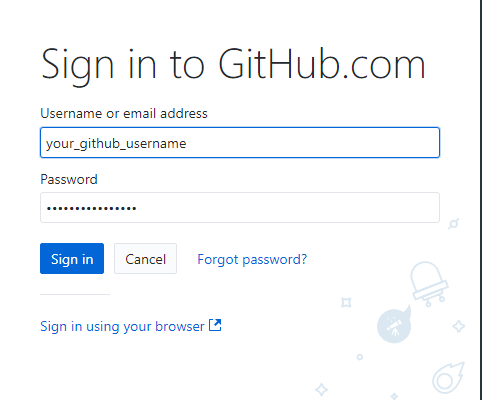 Sign in to GitHub.com
Username or email address
your_github_username
Password
••••••••••••••••
Sign in Cancel Forgot password?
Sign in using your browser